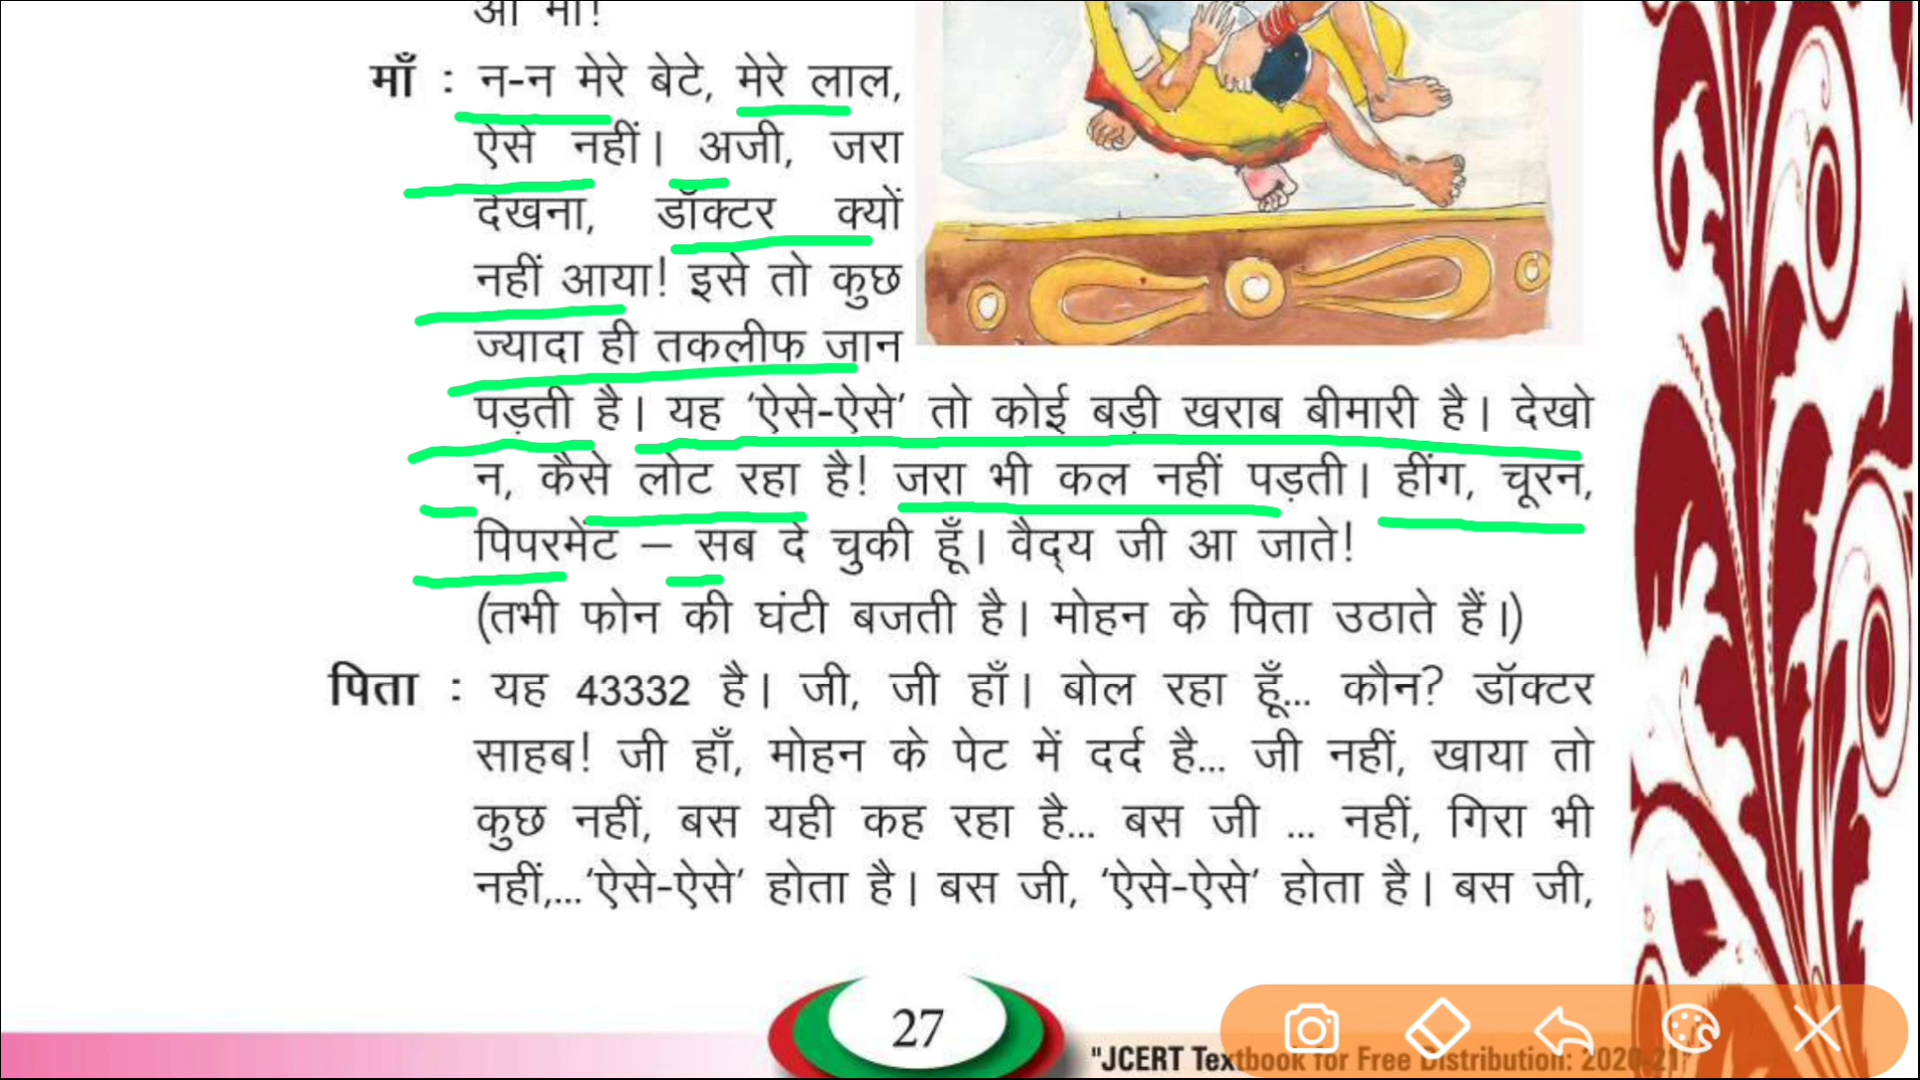 ओ माँ!
माँ : न-न मेरे बेटे, मेरे लाल,
ऐसे नहीं। अजी, जरा
देखना, डॉक्टर क्यों
नहीं आया! इसे तो कुछ
ज्यादा ही तकलीफ जान
पड़ती है। यह ‘ऐसे-ऐसे’ तो कोई बड़ी खराब बीमारी है। देखो
न, कैसे लोट रहा है! जरा भी कल नहीं पड़ती। हींग, चूरन,
पिपरमेंट – सब दे चुकी हूँ। वैद्य जी आ जाते!
(तभी फोन की घंटी बजती है। मोहन के पिता उठाते हैं।)
पिता : यह 43332 है। जी, जी हाँ। बोल रहा हूँ... कौन? डॉक्टर
साहब! जी हाँ, मोहन के पेट में दर्द है... जी नहीं, खाया तो
कुछ नहीं, बस यही कह रहा है... बस जी ... नहीं, गिरा भी
नहीं,...‘ऐसे-ऐसे’ होता है। बस जी, ‘ऐसे-ऐसे’ होता है। बस जी,
27
"JCERT Textbook for Free Distribution: 2020-21"